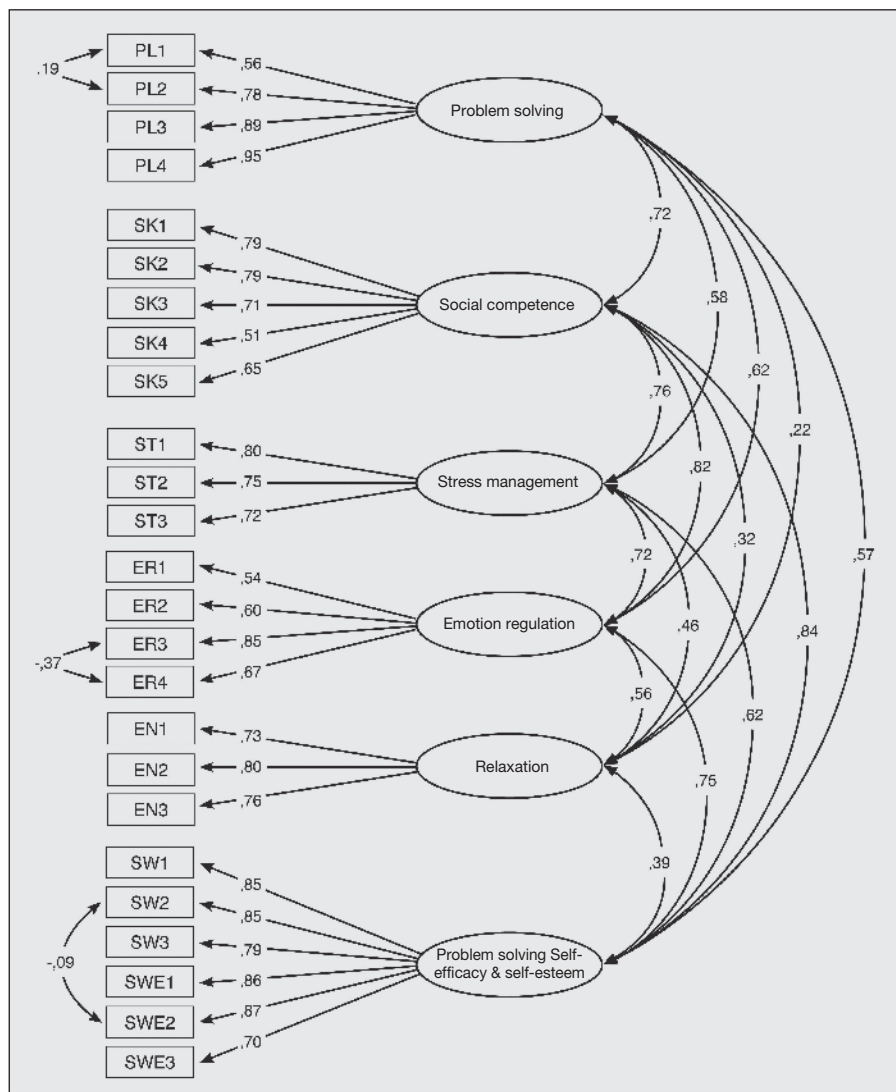 PL1
,56
,19
PL2
,78
PL3
,89
Problem solving
PL4
,95
SK1
,79
,72
SK2
,79
SK3
,71
Social competence
,58
SK4
,51
SK5
,65
,62
,76
,22
ST1
,80
,82
ST2
,75
Stress management
ST3
,72
,32
,57
ER1
,54
,72
ER2
,60
Emotion regulation
,46
ER3
,85
,84
-,37
ER4
,67
,56
EN1
,73
,62
EN2
,80
Relaxation
EN3
,76
,75
SW1
,85
,39
SW2
,85
SW3
,79
Problem solving Self-
efficacy & self-esteem
-,09
SWE1
,86
SWE2
,87
SWE3
,70